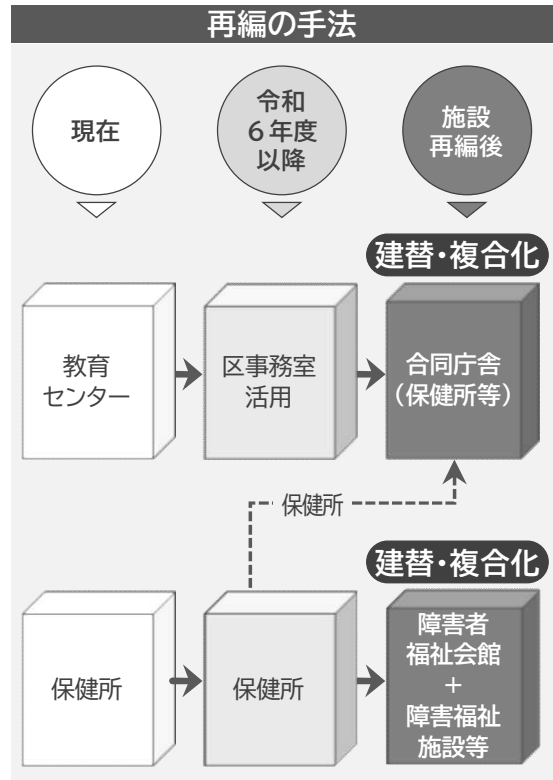 再編の手法
現在
令和
6年度
以降
施設
再編後
建替・複合化
教育
センター
区事務室
活用
合同庁舎
（保健所等）
保健所
建替・複合化
保健所
保健所
障害者
福祉会館
＋
障害福祉
施設等